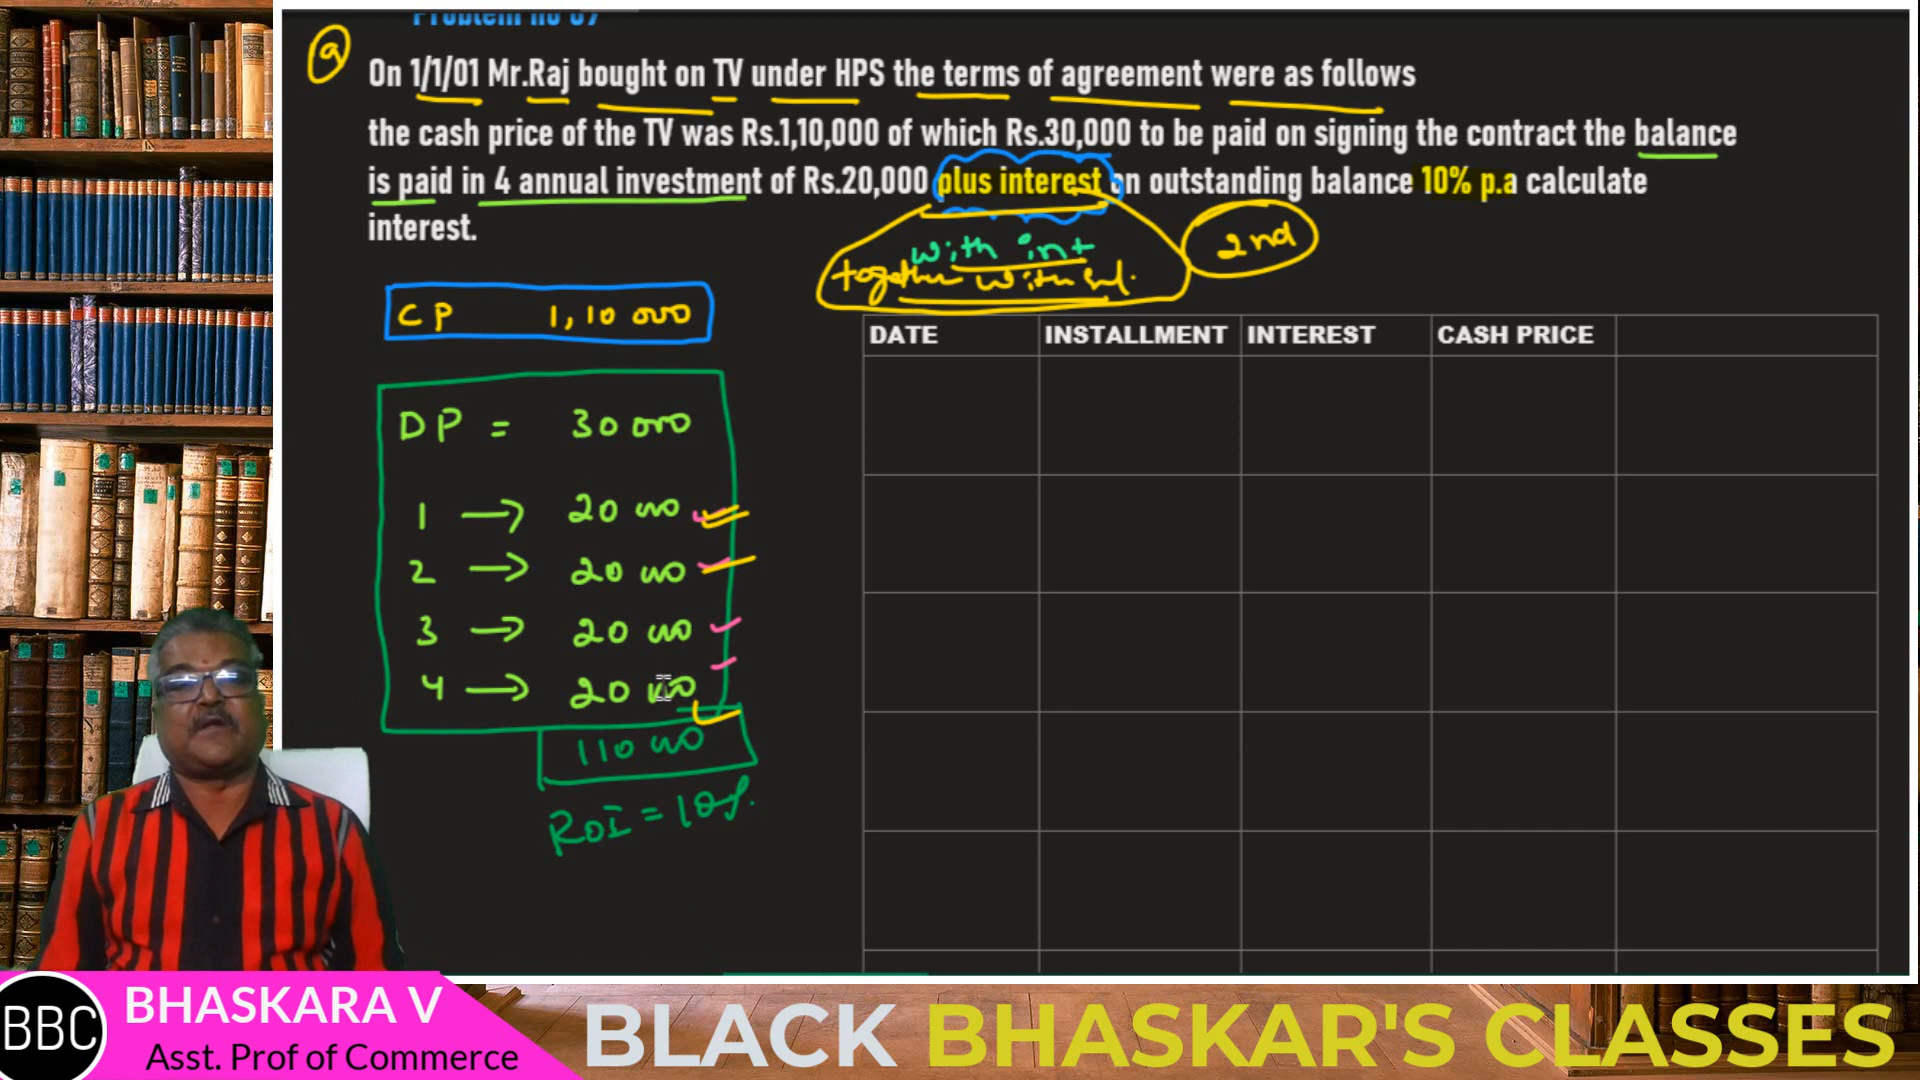 a
On 1/1/01 Mr.Raj bought on TV under HPS the terms of agreement were as follows
the cash price of the TV was Rs.1,10,000 of which Rs.30,000 to be paid on signing the contract the balance
is paid in 4 annual investment of Rs.20,000 plus interest on outstanding balance 10% p.a calculate
interest.
with int
together with int.
2nd
CP 1,10 000
DP = 30 000
1 → 20 000
2 → 20 000
3 → 20 000
4 → 20 000
110 000
ROI = 10%.
DATE INSTALLMENT INTEREST CASH PRICE
BBC
BHASKARA V
Asst. Prof of Commerce
BLACK BHASKAR'S CLASSES